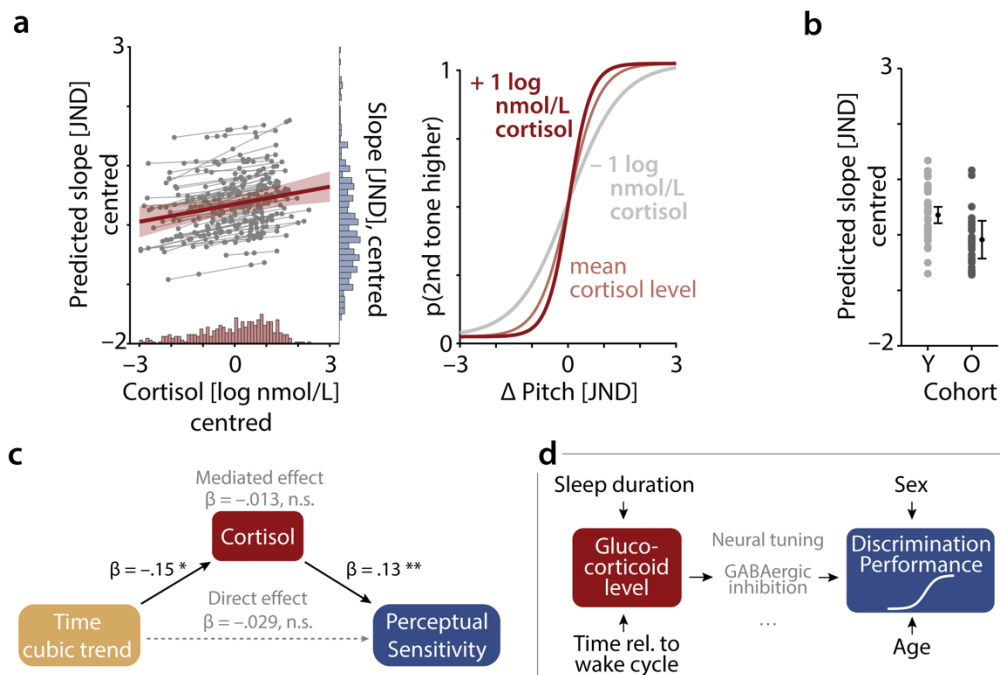 a
3
Predicted slope [JND]
centred
−2
−3
0
3
Cortisol [log nmol/L]
centred
Slope [JND], centred
1
p(2nd tone higher)
0
+ 1 log
nmol/L
cortisol
− 1 log
nmol/L
cortisol
mean
cortisol level
−3
0
3
Δ Pitch [JND]
b
3
Predicted slope [JND]
centred
−2
Y
O
Cohort
c
Mediated effect
β = −.013, n.s.
Cortisol
β = −.15 *
β = .13 **
Direct effect
β = −.029, n.s.
Time
cubic trend
Perceptual
Sensitivity
d
Sleep duration
Gluco-
corticoid
level
Time rel. to
wake cycle
Neural tuning
GABAergic
inhibition
...
Sex
Discrimination
Performance
Age